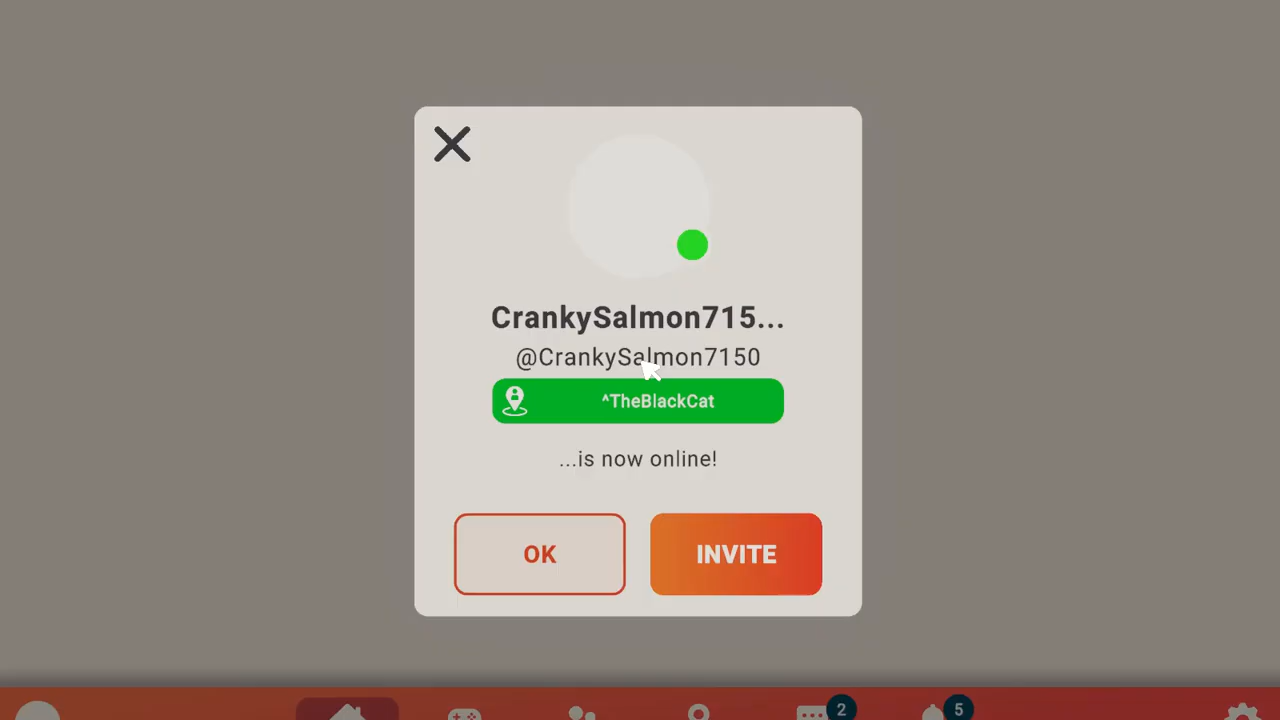 CrankySalmon715...
@CrankySalmon7150
^TheBlackCat
...is now online!
OK
INVITE
2
5